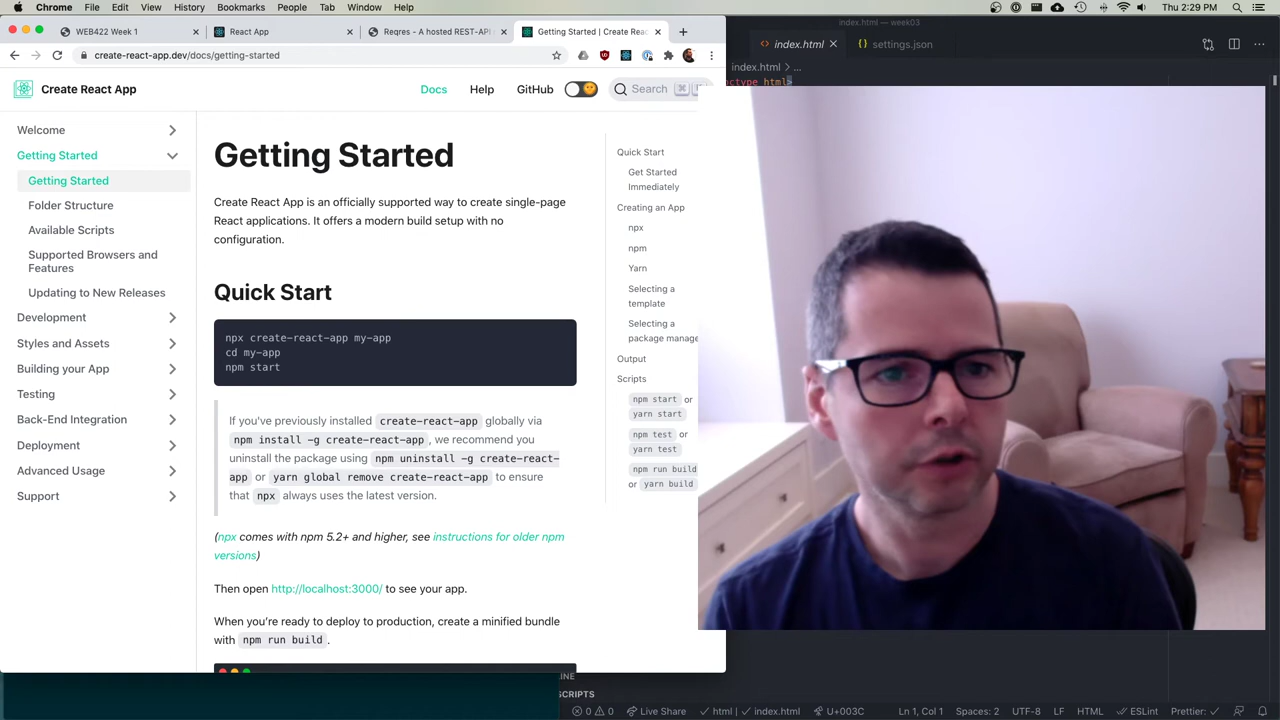 Chrome File Edit View History Bookmarks People Tab Window Help
Thu 2:29 PM
index.html — week03
WEB422 Week 1
React App
Reqres - A hosted REST-API
Getting Started | Create Rea
create-react-app.dev/docs/getting-started
index.html
settings.json
index.html > ...
Create React App
Docs
Help
GitHub
Search
⌘
ctype html>
Welcome
Getting Started
Getting Started
Folder Structure
Available Scripts
Supported Browsers and
Features
Updating to New Releases
Development
Styles and Assets
Building your App
Testing
Back-End Integration
Deployment
Advanced Usage
Support
Getting Started
Create React App is an officially supported way to create single-page
React applications. It offers a modern build setup with no
configuration.
Quick Start
npx create-react-app my-app
cd my-app
npm start
If you've previously installed create-react-app globally via
npm install -g create-react-app, we recommend you
uninstall the package using npm uninstall -g create-react-
app or yarn global remove create-react-app to ensure
that npx always uses the latest version.
(npx comes with npm 5.2+ and higher, see instructions for older npm
versions)
Then open http://localhost:3000/ to see your app.
When you’re ready to deploy to production, create a minified bundle
with npm run build.
Quick Start
Get Started
Immediately
Creating an App
npx
npm
Yarn
Selecting a
template
Selecting a
package manage
Output
Scripts
npm start or
yarn start
npm test or
yarn test
npm run build
or yarn build
INE
SCRIPTS
0 0 Live Share html | index.html U+003C Ln 1, Col 1 Spaces: 2 UTF-8 LF HTML ESLint Prettier: ✓